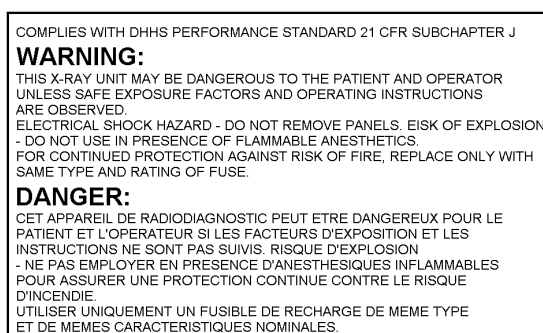 COMPLIES WITH DHHS PERFORMANCE STANDARD 21 CFR SUBCHAPTER J
WARNING:
THIS X-RAY UNIT MAY BE DANGEROUS TO THE PATIENT AND OPERATOR
UNLESS SAFE EXPOSURE FACTORS AND OPERATING INSTRUCTIONS
ARE OBSERVED.
ELECTRICAL SHOCK HAZARD - DO NOT REMOVE PANELS. EISK OF EXPLOSION
- DO NOT USE IN PRESENCE OF FLAMMABLE ANESTHETICS.
FOR CONTINUED PROTECTION AGAINST RISK OF FIRE, REPLACE ONLY WITH
SAME TYPE AND RATING OF FUSE.
DANGER:
CET APPAREIL DE RADIODIAGNOSTIC PEUT ETRE DANGEREUX POUR LE
PATIENT ET L'OPERATEUR SI LES FACTEURS D'EXPOSITION ET LES
INSTRUCTIONS NE SONT PAS SUIVIS. RISQUE D'EXPLOSION
- NE PAS EMPLOYER EN PRESENCE D'ANESTHESIQUES INFLAMMABLES
POUR ASSURER UNE PROTECTION CONTINUE CONTRE LE RISQUE
D'INCENDIE.
UTILISER UNIQUEMENT UN FUSIBLE DE RECHARGE DE MEME TYPE
ET DE MEMES CARACTERISTIQUES NOMINALES.